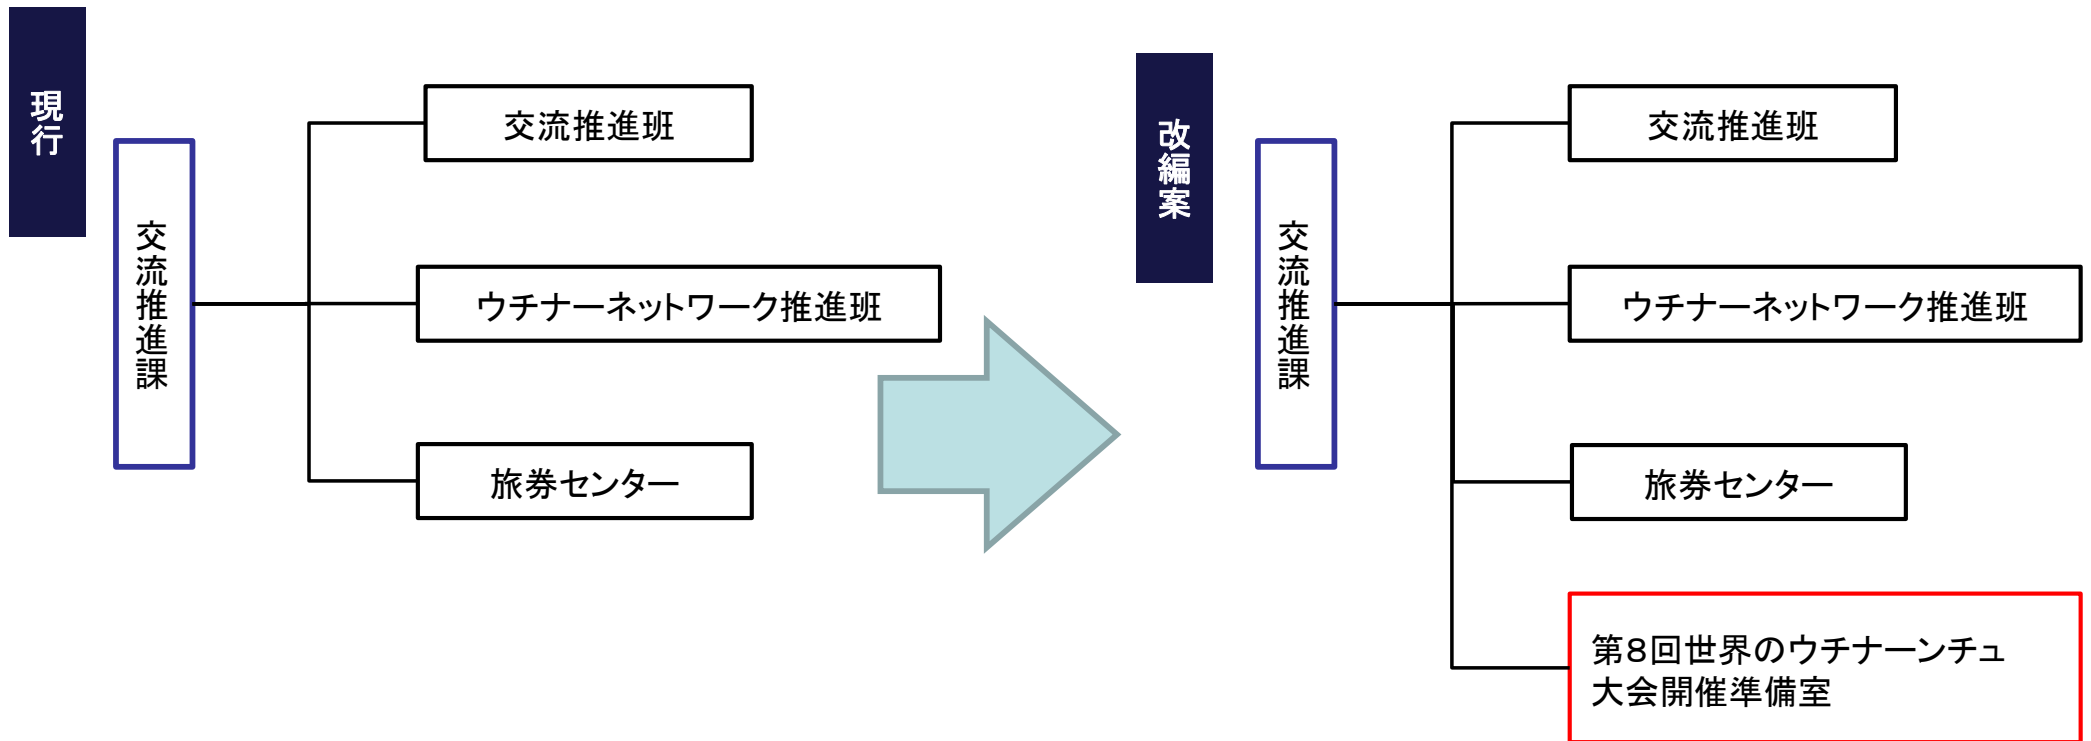 現行
交流推進課
交流推進班
ウチナーネットワーク推進班
旅券センター
改編案
交流推進課
交流推進班
ウチナーネットワーク推進班
旅券センター
第8回世界のウチナーンチュ
大会開催準備室